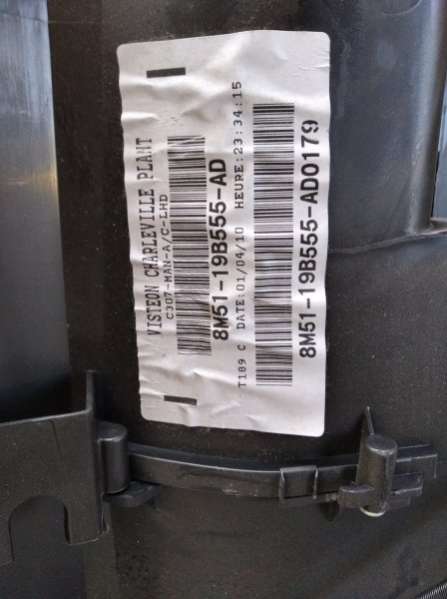 VISTEON CHARLEVILLE PLANT
C307-MAN-A/C-LHD
8M51-19B555-AD
T189 C DATE:01/04/10 HEURE:23:34:15
8M51-19B555-AD0179